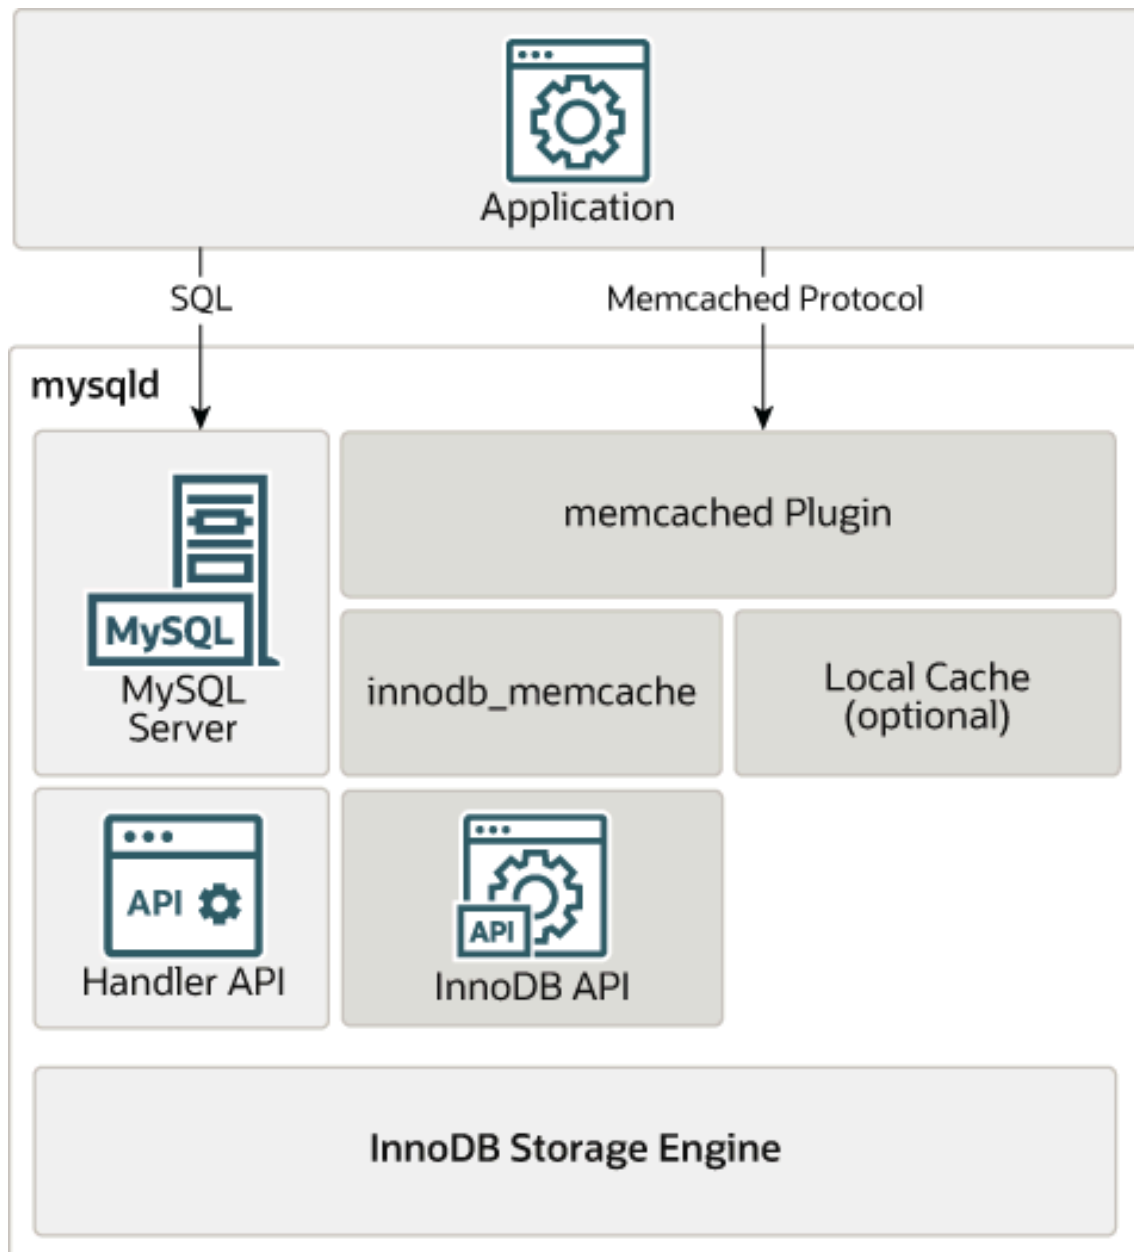 Application
SQL
Memcached Protocol
mysqld
memcached Plugin
MySQL
MySQL
Server
innodb_memcache
Local Cache
(optional)
API
Handler API
API
InnoDB API
InnoDB Storage Engine